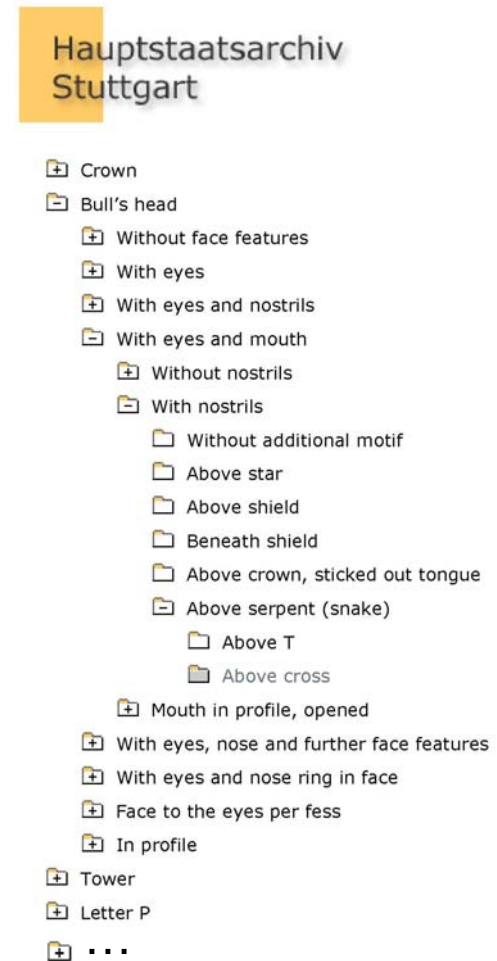 Hauptstaatsarchiv
Stuttgart
Crown
Bull's head
Without face features
With eyes
With eyes and nostrils
With eyes and mouth
Without nostrils
With nostrils
Without additional motif
Above star
Above shield
Beneath shield
Above crown, sticked out tongue
Above serpent (snake)
Above T
Above cross
Mouth in profile, opened
With eyes, nose and further face features
With eyes and nose ring in face
Face to the eyes per fess
In profile
Tower
Letter P
...